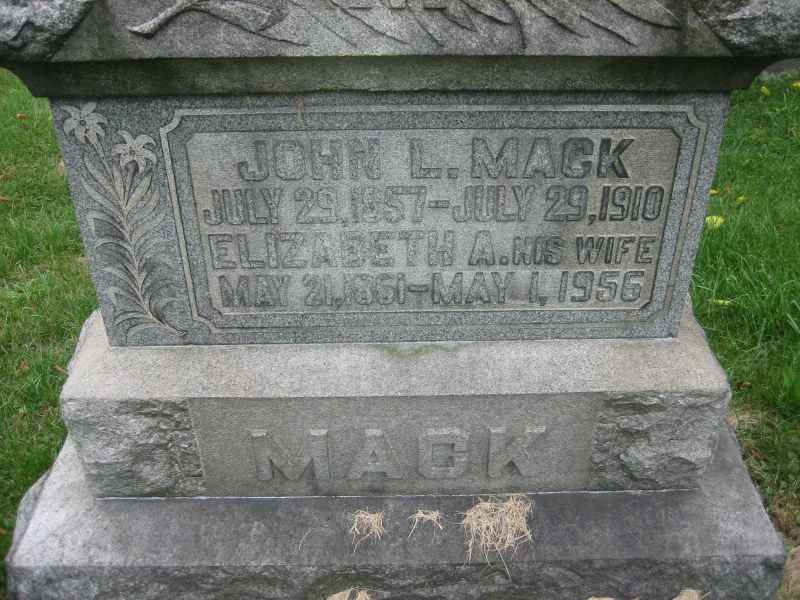 JOHN L. MACK
JULY 29, 1857-JULY 29, 1910
ELIZABETH A. HIS WIFE
MAY 21, 1861-MAY 1, 1956
MACK